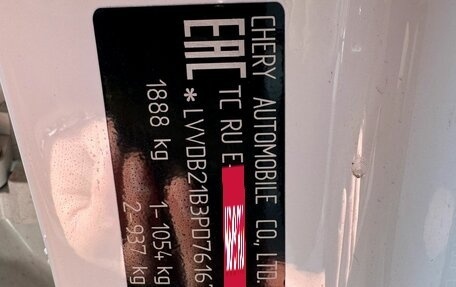 CHERY AUTOMOBILE CO., LTD.
EAC TC RU E-
*LVVDB21B3PD7616
1888 kg
1-1054 kg
2-937 kg